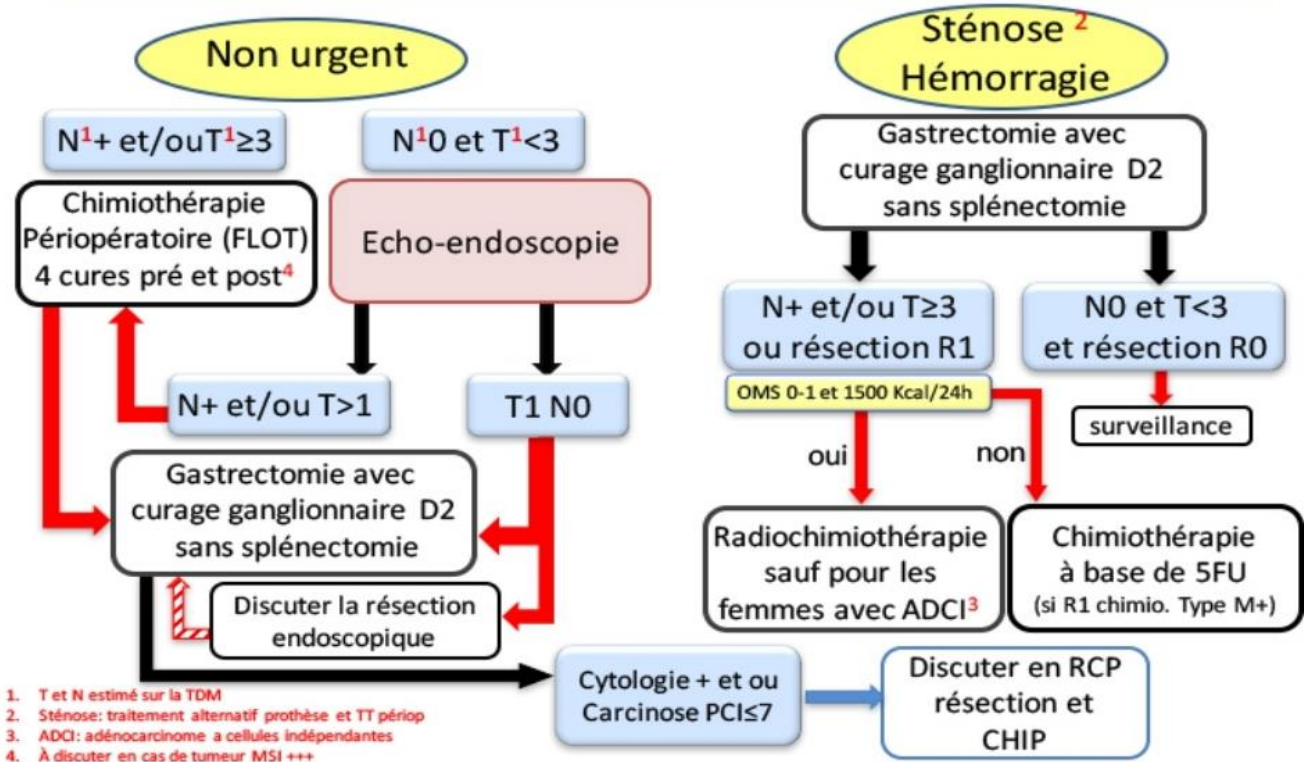 Non urgent
N1+ et/ouT1≥3
N10 et T1<3
Chimiothérapie
Périopératoire (FLOT)
4 cures pré et post4
Echo-endoscopie
N+ et/ou T>1
T1 N0
Gastrectomie avec
curage ganglionnaire D2
sans splénectomie
Discuter la résection
endoscopique
Sténose 2
Hémorragie
Gastrectomie avec
curage ganglionnaire D2
sans splénectomie
N+ et/ou T≥3
ou résection R1
N0 et T<3
et résection R0
OMS 0-1 et 1500 Kcal/24h
surveillance
oui
non
Radiochimiothérapie
sauf pour les
femmes avec ADCI3
Chimiothérapie
à base de 5FU
(si R1 chimio. Type M+)
Cytologie + et ou
Carcinose PCI≤7
Discuter en RCP
résection et
CHIP
1. T et N estimé sur la TDM
2. Sténose: traitement alternatif prothèse et TT périop
3. ADCI: adénocarcinome a cellules indépendantes
4. À discuter en cas de tumeur MSI +++